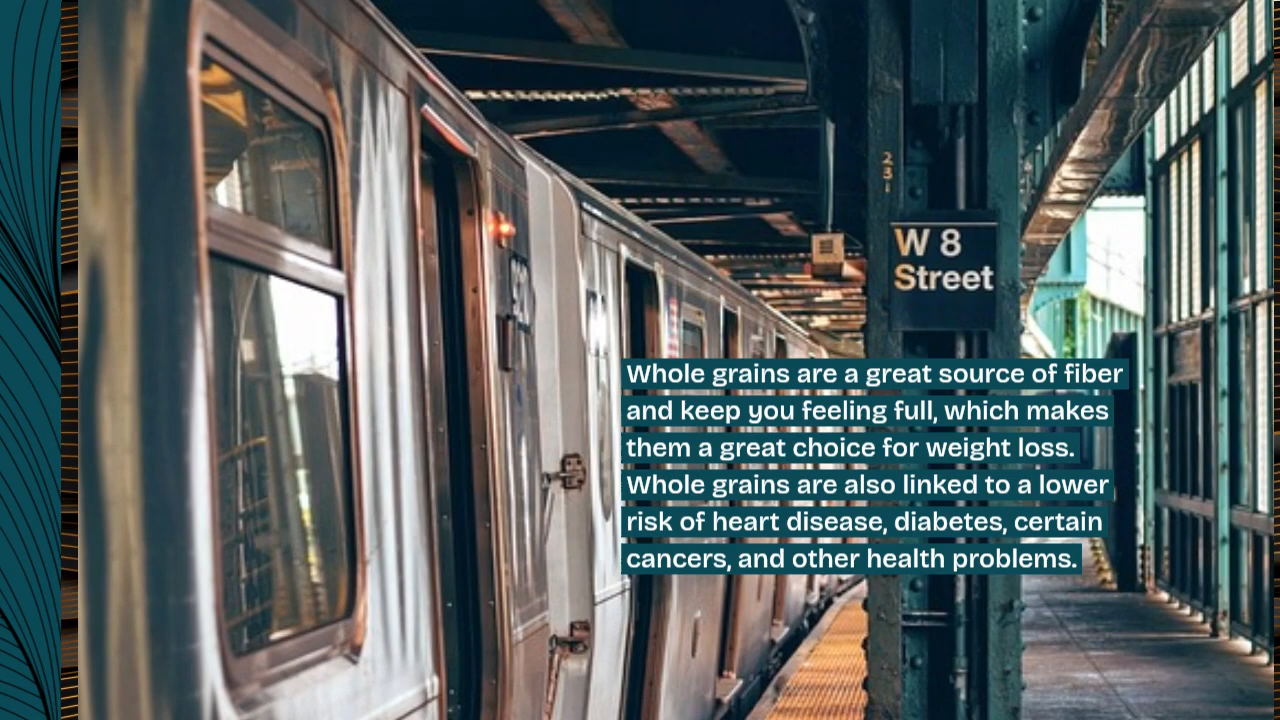 231
W 8
Street
Whole grains are a great source of fiber
and keep you feeling full, which makes
them a great choice for weight loss.
Whole grains are also linked to a lower
risk of heart disease, diabetes, certain
cancers, and other health problems.